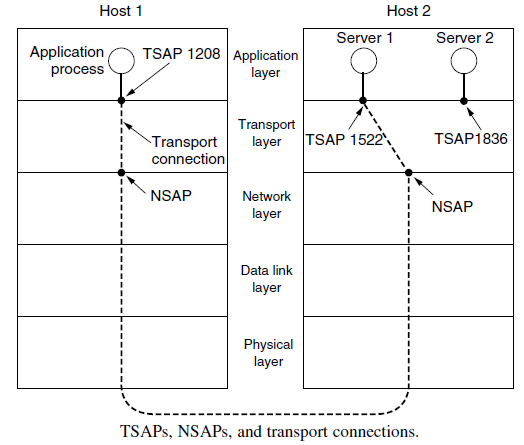 Host 1
Host 2
Application
process
TSAP 1208
Application
layer
Server 1
Server 2
Transport
connection
Transport
layer
TSAP 1522
TSAP1836
NSAP
Network
layer
NSAP
Data link
layer
Physical
layer
TSAPs, NSAPs, and transport connections.